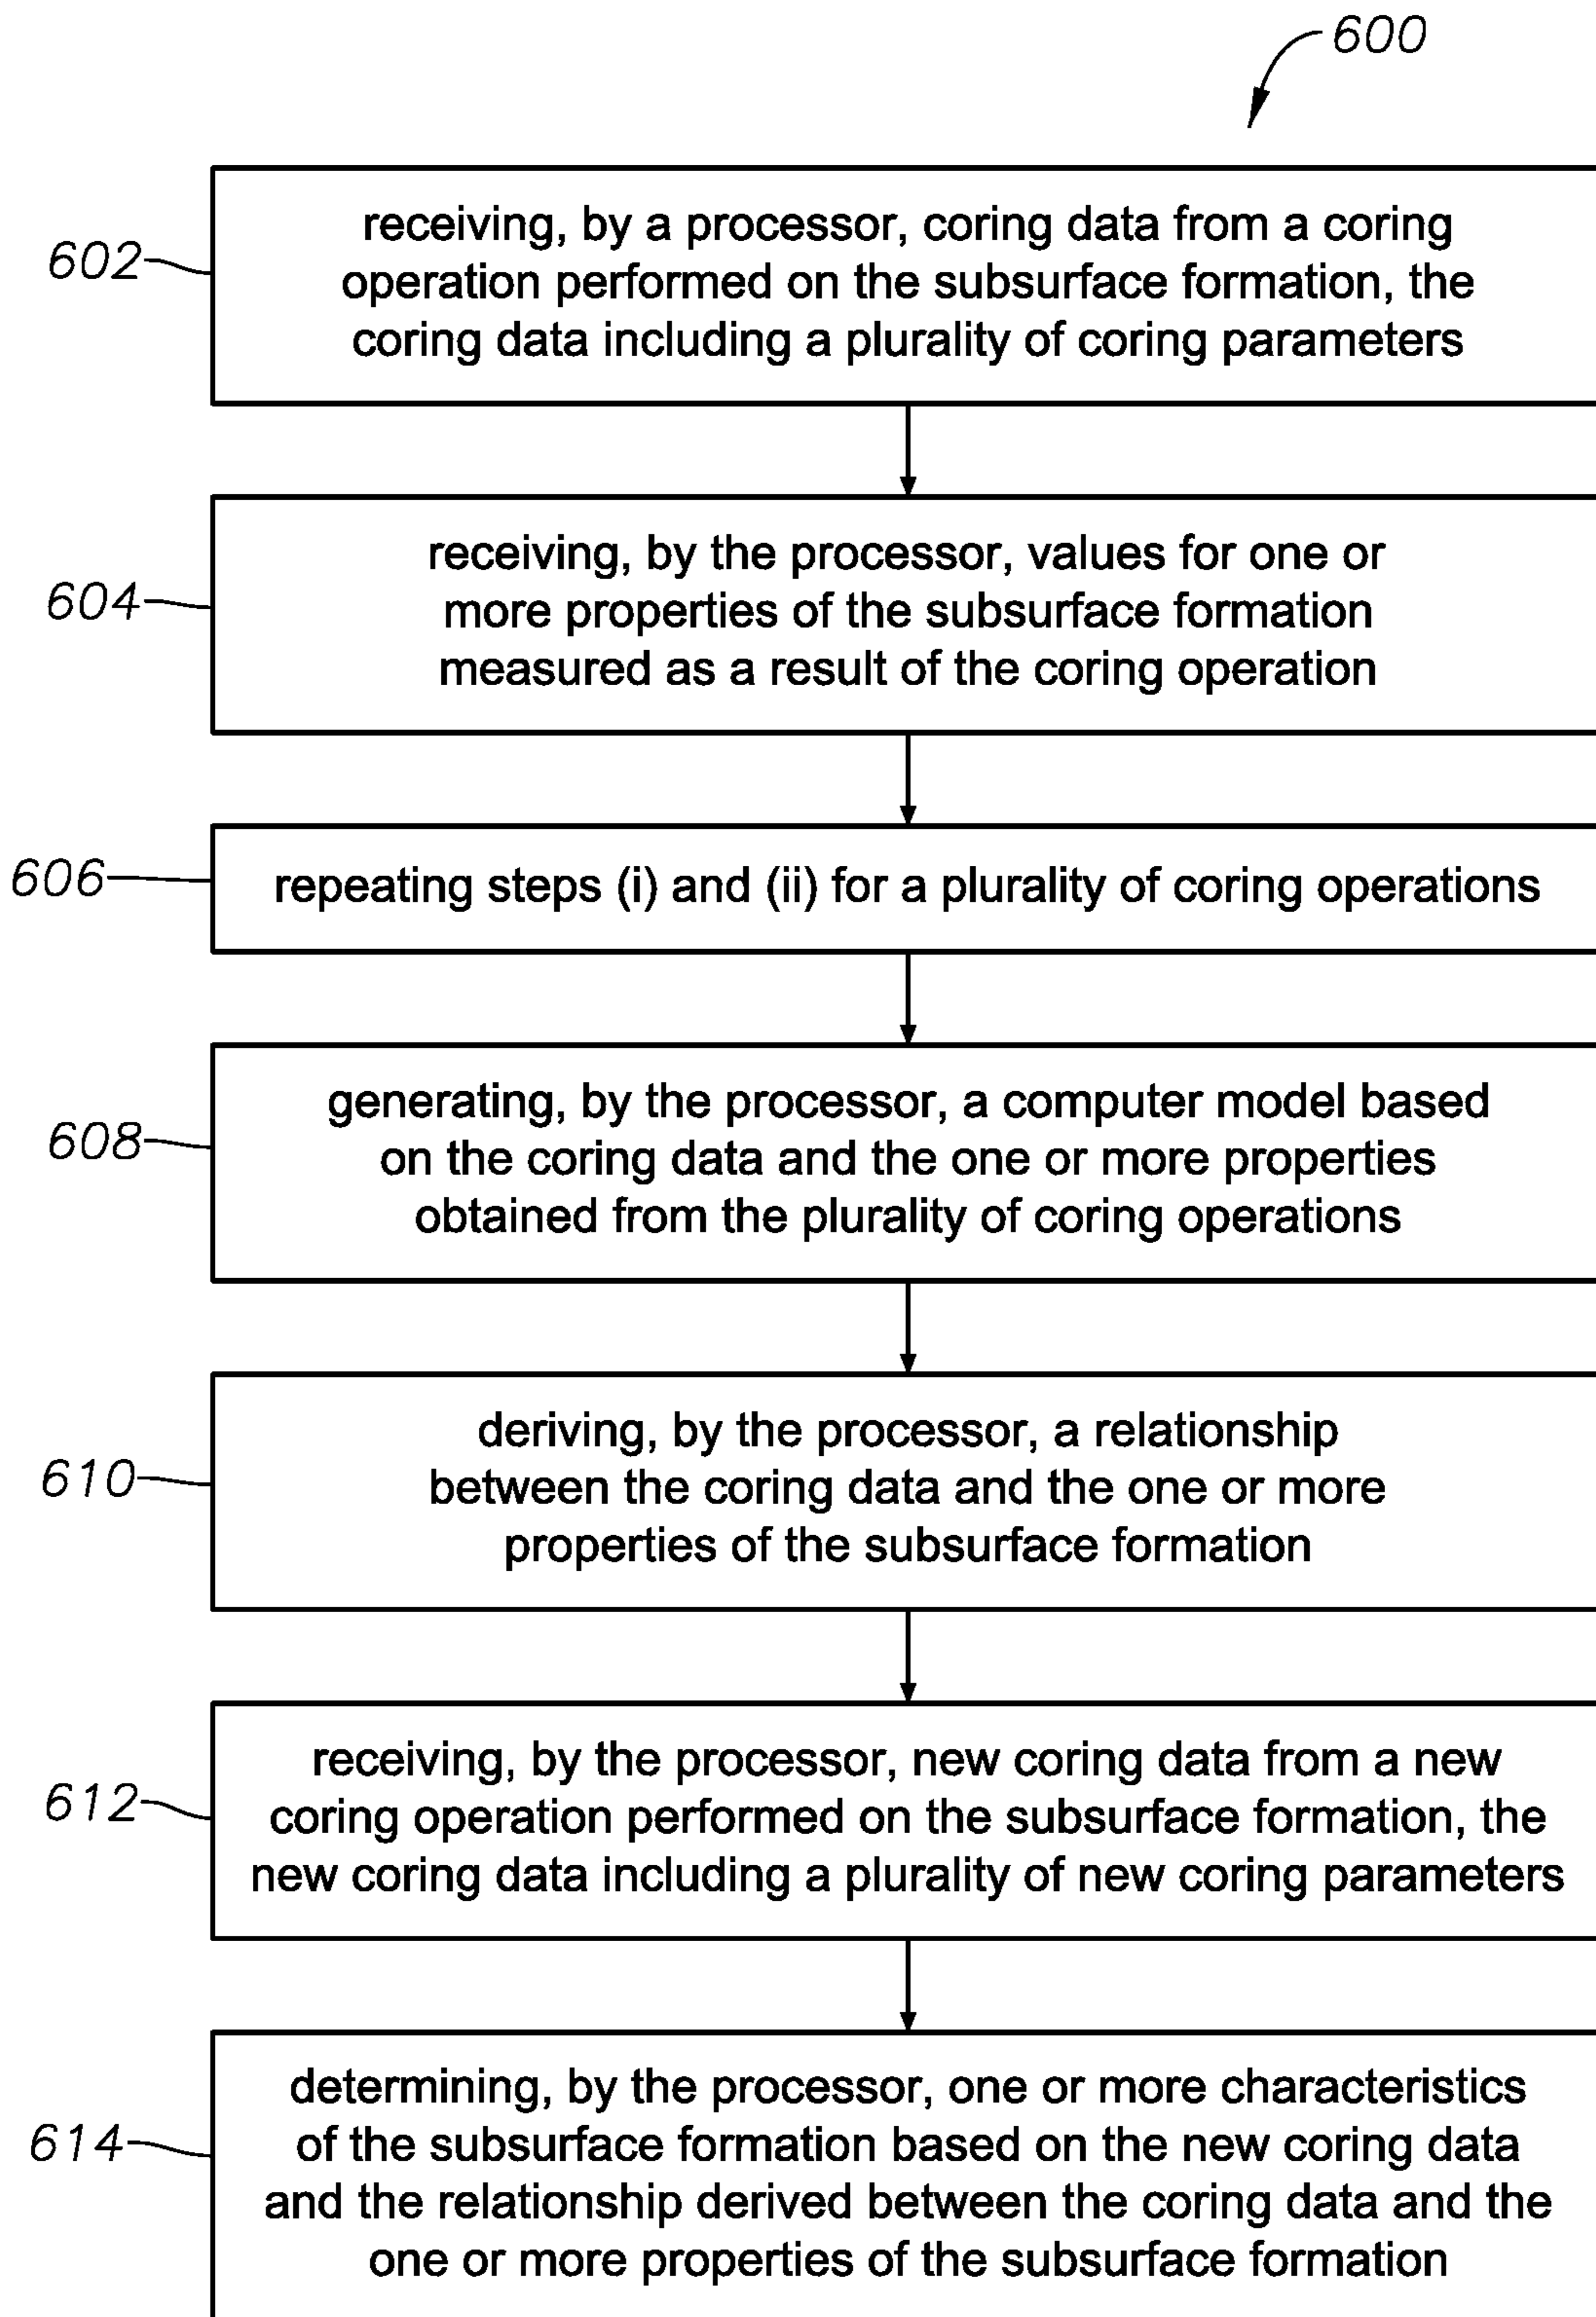 600
602
receiving, by a processor, coring data from a coring
operation performed on the subsurface formation, the
coring data including a plurality of coring parameters
604
receiving, by the processor, values for one or
more properties of the subsurface formation
measured as a result of the coring operation
606
repeating steps (i) and (ii) for a plurality of coring operations
608
generating, by the processor, a computer model based
on the coring data and the one or more properties
obtained from the plurality of coring operations
610
deriving, by the processor, a relationship
between the coring data and the one or more
properties of the subsurface formation
612
receiving, by the processor, new coring data from a new
coring operation performed on the subsurface formation, the
new coring data including a plurality of new coring parameters
614
determining, by the processor, one or more characteristics
of the subsurface formation based on the new coring data
and the relationship derived between the coring data and the
one or more properties of the subsurface formation